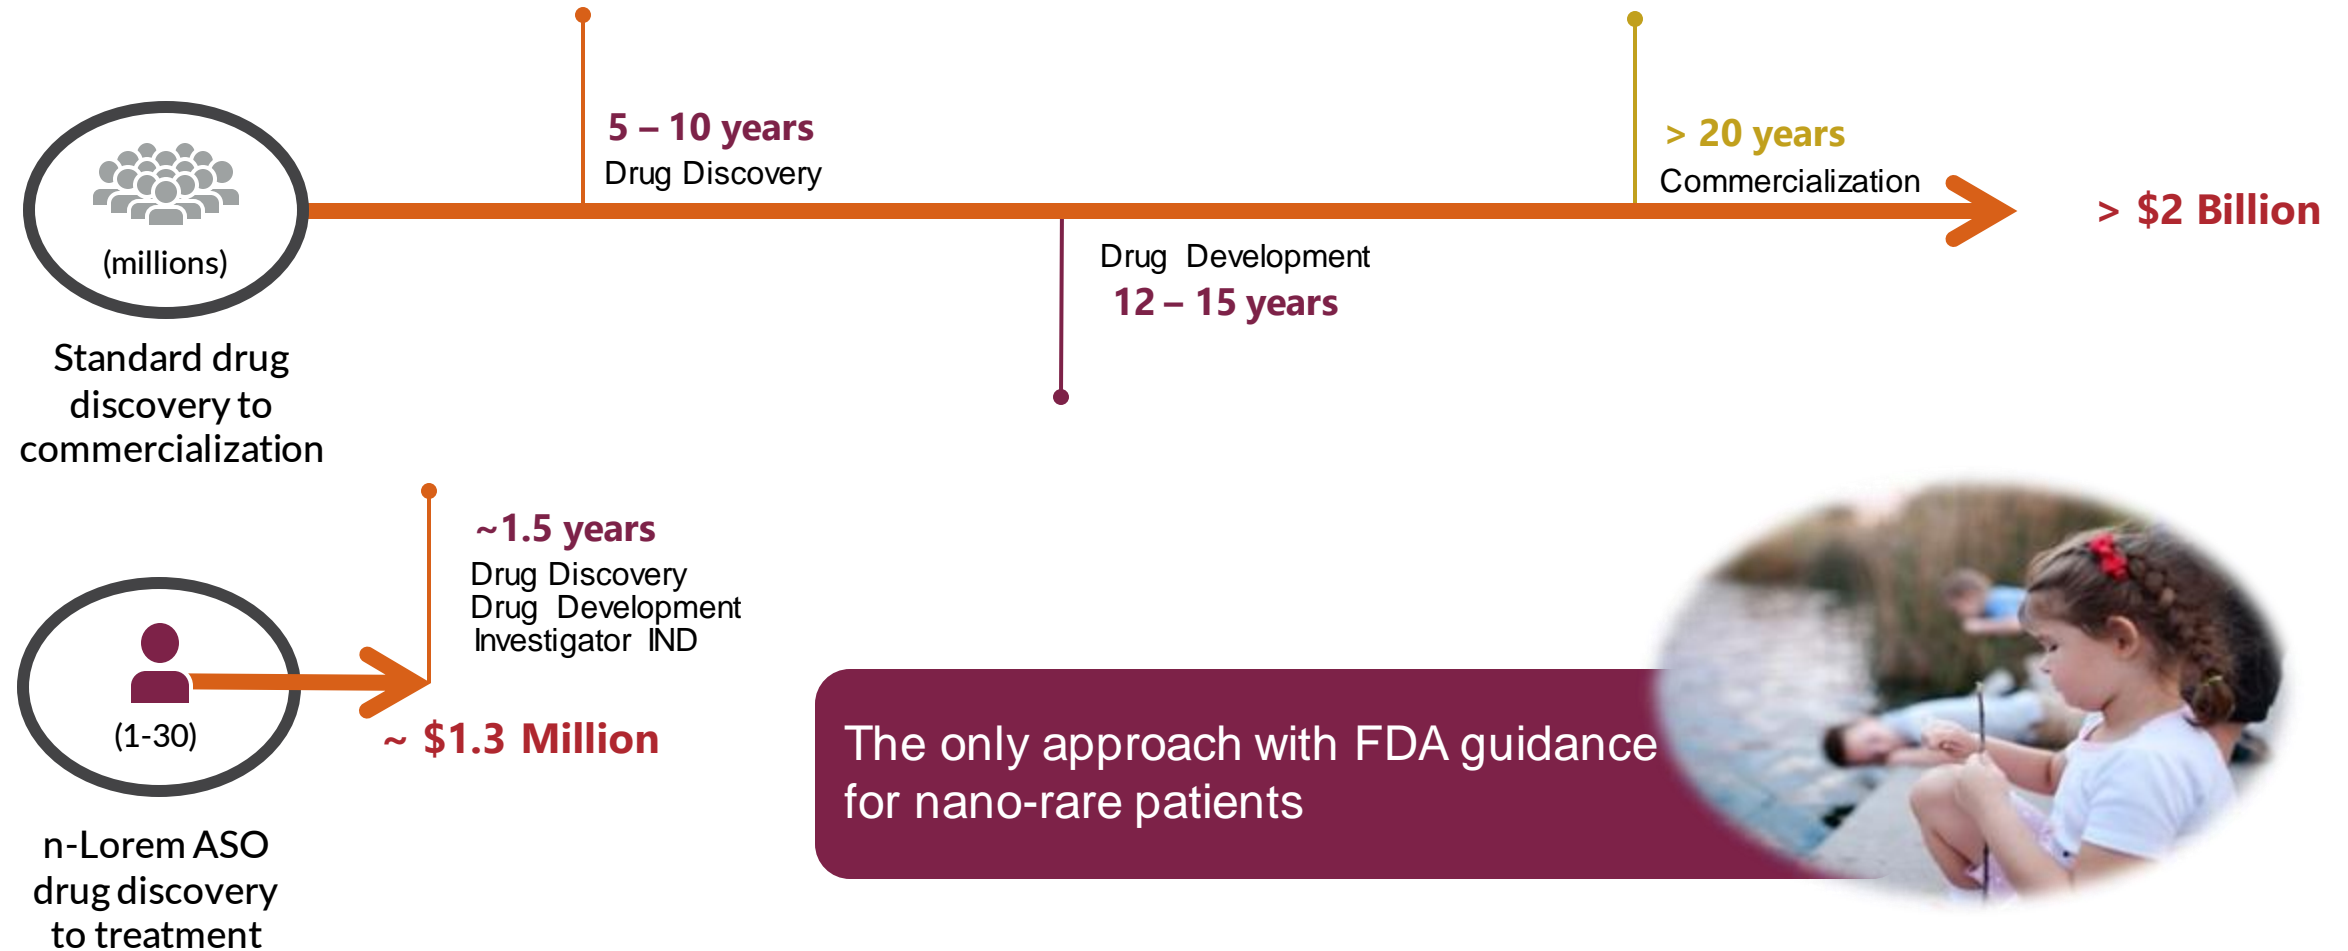 5 – 10 years
Drug Discovery
> 20 years
Commercialization
> $2 Billion
(millions)
Drug Development
12 – 15 years
Standard drug
discovery to
commercialization
~1.5 years
Drug Discovery
Drug Development
Investigator IND
(1-30)
~ $1.3 Million
The only approach with FDA guidance
for nano-rare patients
n-Lorem ASO
drug discovery
to treatment